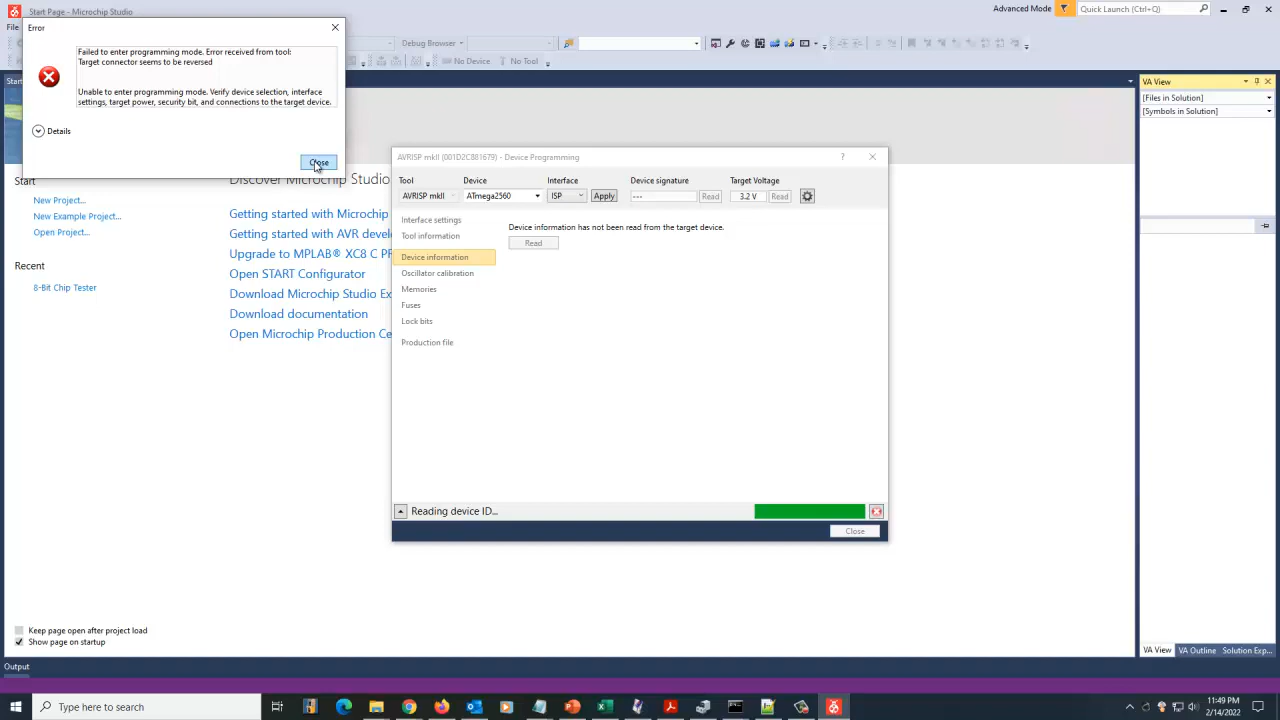 Start Page - Microchip Studio
Advanced Mode
Quick Launch (Ctrl+Q)
File
Error
Failed to enter programming mode. Error received from tool:
Target connector seems to be reversed
Unable to enter programming mode. Verify device selection, interface
settings, target power, security bit, and connections to the target device.
Details
Close
Debug Browser
No Device
No Tool
Start
VA View
[Files in Solution]
[Symbols in Solution]
Start
New Project...
New Example Project...
Open Project...
Recent
8-Bit Chip Tester
Discover Microchip Studio
Getting started with Microchip
Getting started with AVR devel
Upgrade to MPLAB® XC8 C PR
Open START Configurator
Download Microchip Studio Ex
Download documentation
Open Microchip Production Ce
AVRISP mkII (001D2C881679) - Device Programming
Tool
Device
Interface
Device signature
Target Voltage
AVRISP mkII
ATmega2560
ISP
Apply
---
Read
3.2 V
Read
Interface settings
Tool information
Device information
Oscillator calibration
Memories
Fuses
Lock bits
Production file
Device information has not been read from the target device.
Read
Reading device ID...
Close
Keep page open after project load
Show page on startup
VA View
VA Outline
Solution Exp...
Output
Type here to search
11:49 PM
2/14/2022